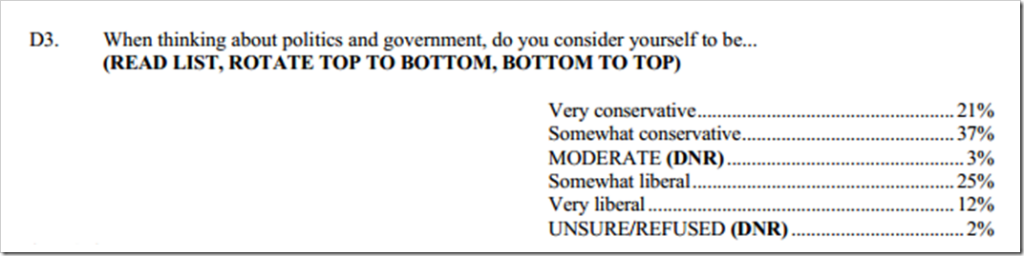 D3. When thinking about politics and government, do you consider yourself to be...
(READ LIST, ROTATE TOP TO BOTTOM, BOTTOM TO TOP)
Very conservative.......................................................... 21%
Somewhat conservative................................................ 37%
MODERATE (DNR)...................................................... 3%
Somewhat liberal........................................................... 25%
Very liberal..................................................................... 12%
UNSURE/REFUSED (DNR)....................................... 2%